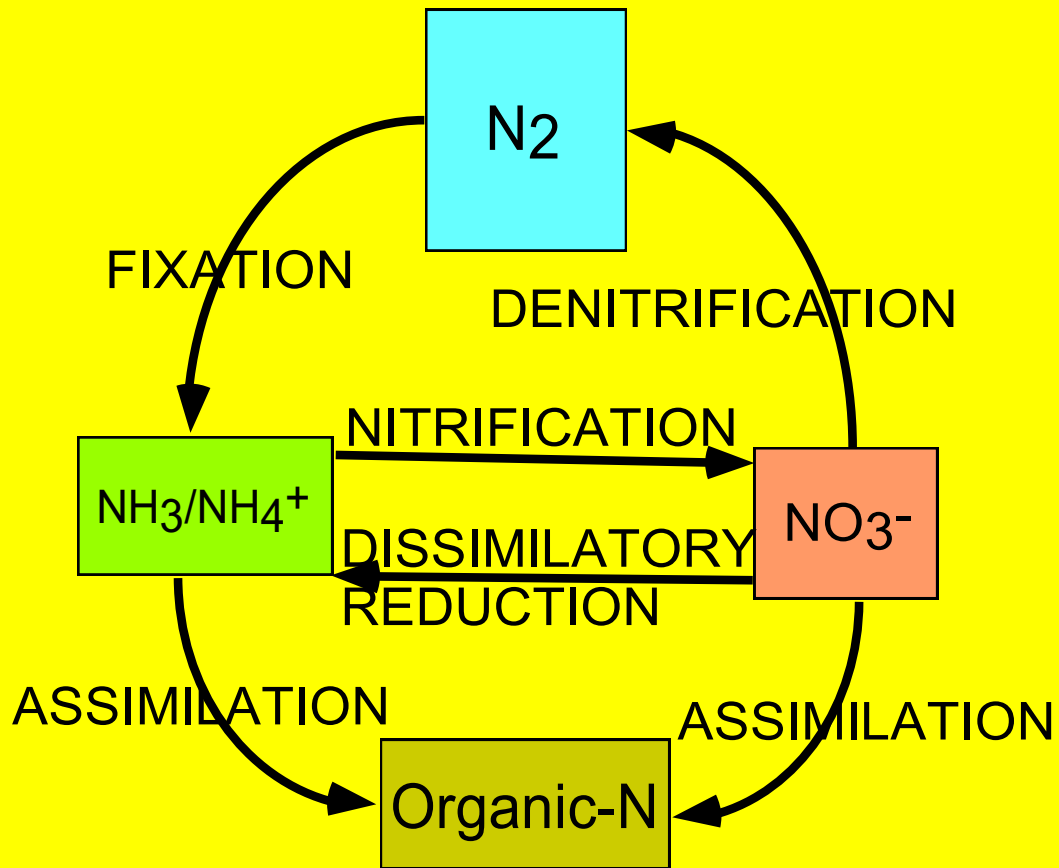 N2
FIXATION
DENITRIFICATION
NITRIFICATION
NH3/NH4+
NO3-
DISSIMILATORY
REDUCTION
ASSIMILATION
ASSIMILATION
Organic-N